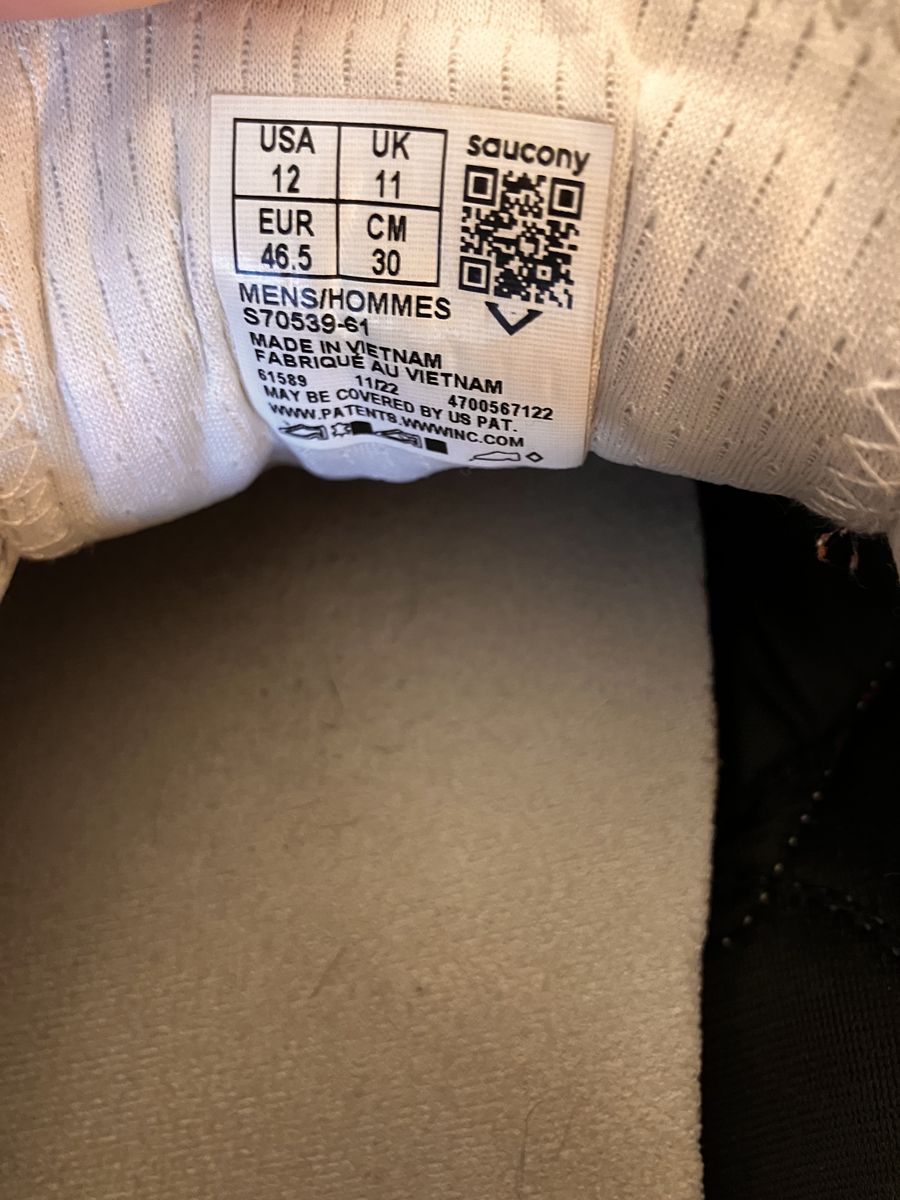 USA
12
UK
11
EUR
46.5
CM
30
saucony
MENS/HOMMES
S70539-61
MADE IN VIETNAM
FABRIQUÉ AU VIETNAM
61589 11/22 4700567122
MAY BE COVERED BY US PAT.
WWW.PATENTS.WWWINC.COM